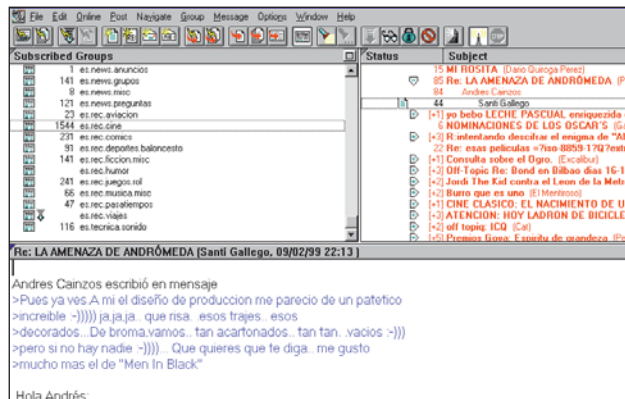 File Edit Online Post Navigate Group Message Options Window Help
Subscribed Groups
1 es.news.anuncios
141 es.news.grupos
8 es.news.misc
121 es.news.preguntas
23 es.rec.aviacion
1544 es.rec.cine
231 es.rec.comics
91 es.rec.deportes.baloncesto
141 es.rec.ficcion.misc
es.rec.humor
241 es.rec.juegos.rol
66 es.rec.musica.misc
47 es.rec.pasatiempos
es.rec.viajes
116 es.tecnica.sonido
Status Subject
15 MI ROSITA (Dario Quiroga Perez)
85 Re: LA AMENAZA DE ANDRÓMEDA (P
84 Andres Cainzos
44 Santi Gallego
[+1] yo bebo LECHE PASCUAL enriquezida
6 NOMINACIONES DE LOS OSCAR'S (G
[+3] R:intentando descifrar el enigma de "A
22 Re: esas peliculas =?iso-8859-1?Q?extr
[+1] Consulta sobre el Ogro. (Excalibur)
[+3] Off-Topic Re: Bond en Bilbao dias 16-1
[+2] Jordi The Kid contra el Leon de la Metr
[+2] Burro que es uno (El Mentiroso)
[+1] CINE CLASICO: EL NACIMIENTO DE U
[+3] ATENCION: HOY LADRON DE BICICLE
[+2] off topiq: ICQ (Cat)
[+5] Premios Goya: Espiritu de grandeza (P
Re: LA AMENAZA DE ANDRÓMEDA (Santi Gallego, 09/02/99 22:13 )
Andres Cainzos escribió en mensaje
>Pues ya ves.A mi el diseño de produccion me parecio de un patetico
>increible :-))))) ja,ja,ja.. que risa. .esos trajes.. esos
>decorados...De broma,vamos.. tan acartonados.. tan tan. .vacios :-)))
>pero si no hay nadie :-))))... Que quieres que te diga.. me gusto
>mucho mas el de "Men In Black"
Hola Andrés: